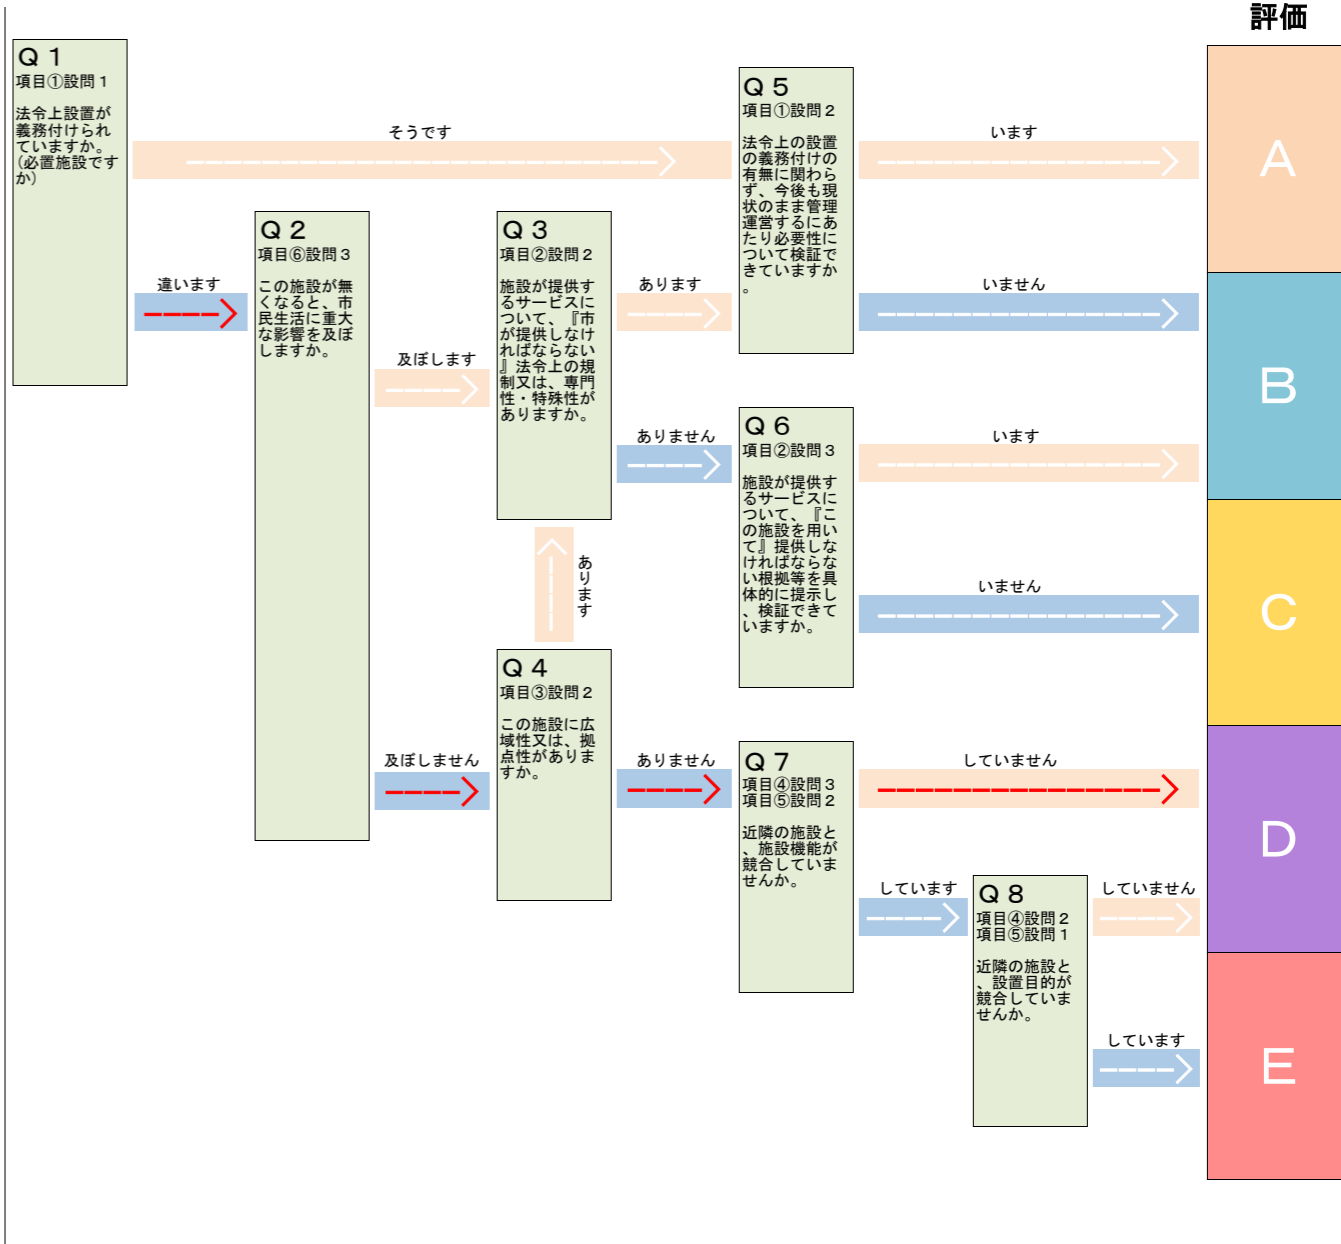 評価
Ｑ１
項目①設問１
法令上設置が
義務付けられ
ていますか。
（必置施設です
か）
そうです
違います
Ｑ２
項目⑥設問３
この施設が無
くなると、市
民生活に重大
な影響を及ぼ
しますか。
及ぼします
及ぼしません
Ｑ３
項目②設問２
施設が提供す
るサービスに
ついて、『市
が提供しなけ
ればならない
』法令上の規
制又は、専門
性・特殊性が
ありますか。
あります
ありません
あります
Ｑ４
項目③設問２
この施設に広
域性又は、拠
点性がありま
すか。
ありません
Ｑ５
項目①設問２
法令上の設置
の義務付けの
有無に関わら
ず、今後も現
状のまま管理
運営するにあ
たり必要性に
ついて検証で
きていますか
。
います
いません
Ｑ６
項目②設問３
施設が提供す
るサービスに
ついて、『こ
の施設を用い
て』提供しな
ければならな
い根拠等を具
体的に提示し
、検証できて
いますか。
います
いません
Ｑ７
項目④設問３
項目⑤設問２
近隣の施設と
、施設機能が
競合していま
せんか。
していません
しています
Ｑ８
項目④設問２
項目⑤設問１
近隣の施設と
、設置目的が
競合していま
せんか。
していません
しています
A
B
C
D
E